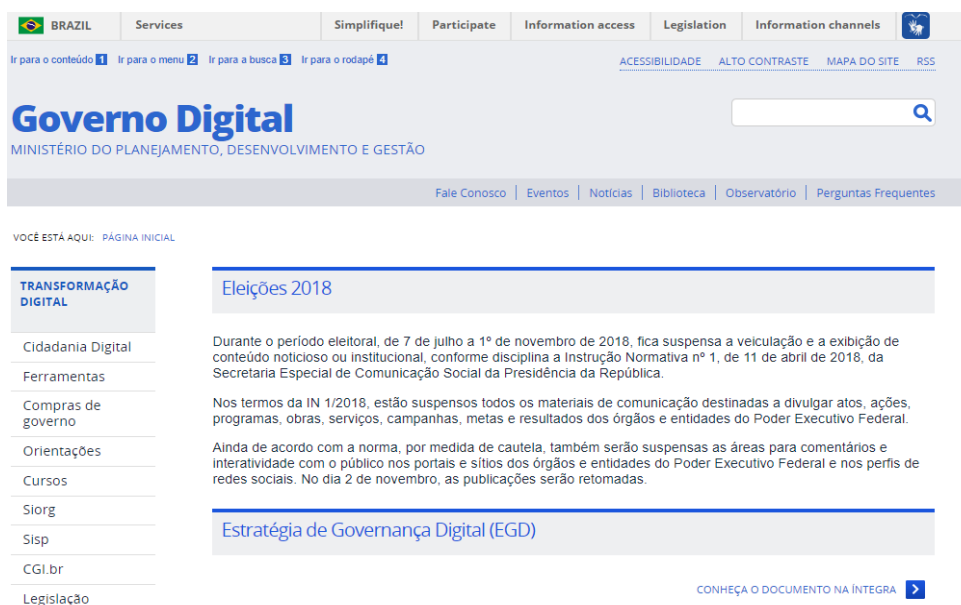 BRAZIL Services Simplifique! Participate Information access Legislation Information channels
Ir para o conteúdo 1 Ir para o menu 2 Ir para a busca 3 Ir para o rodapé 4
ACESSIBILIDADE ALTO CONTRASTE MAPA DO SITE RSS
Governo Digital
MINISTÉRIO DO PLANEJAMENTO, DESENVOLVIMENTO E GESTÃO
Fale Conosco | Eventos | Notícias | Biblioteca | Observatório | Perguntas Frequentes
VOCÊ ESTÁ AQUI: PÁGINA INICIAL
TRANSFORMAÇÃO
DIGITAL
Cidadania Digital
Ferramentas
Compras de
governo
Orientações
Cursos
Siorg
Sisp
CGI.br
Legislação
Eleições 2018
Durante o período eleitoral, de 7 de julho a 1º de novembro de 2018, fica suspensa a veiculação e a exibição de
conteúdo noticioso ou institucional, conforme disciplina a Instrução Normativa nº 1, de 11 de abril de 2018, da
Secretaria Especial de Comunicação Social da Presidência da República.
Nos termos da IN 1/2018, estão suspensos todos os materiais de comunicação destinadas a divulgar atos, ações,
programas, obras, serviços, campanhas, metas e resultados dos órgãos e entidades do Poder Executivo Federal.
Ainda de acordo com a norma, por medida de cautela, também serão suspensas as áreas para comentários e
interatividade com o público nos portais e sítios dos órgãos e entidades do Poder Executivo Federal e nos perfis de
redes sociais. No dia 2 de novembro, as publicações serão retomadas.
Estratégia de Governança Digital (EGD)
CONHEÇA O DOCUMENTO NA ÍNTEGRA